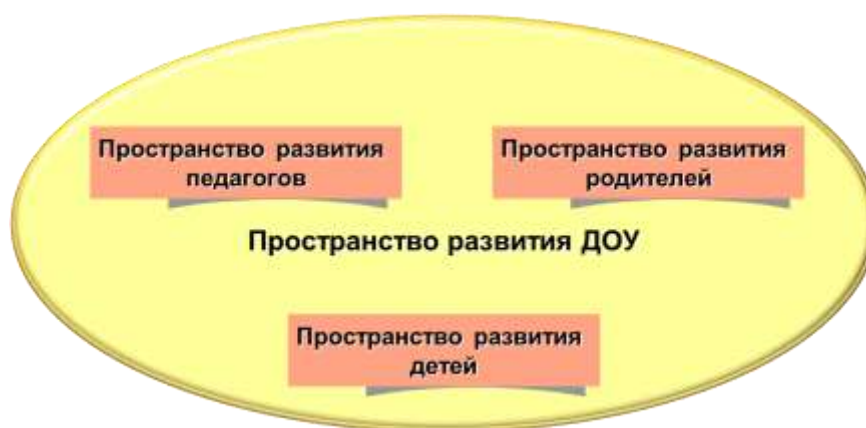 Пространство развития
педагогов
Пространство развития
родителей
Пространство развития ДОУ
Пространство развития
детей